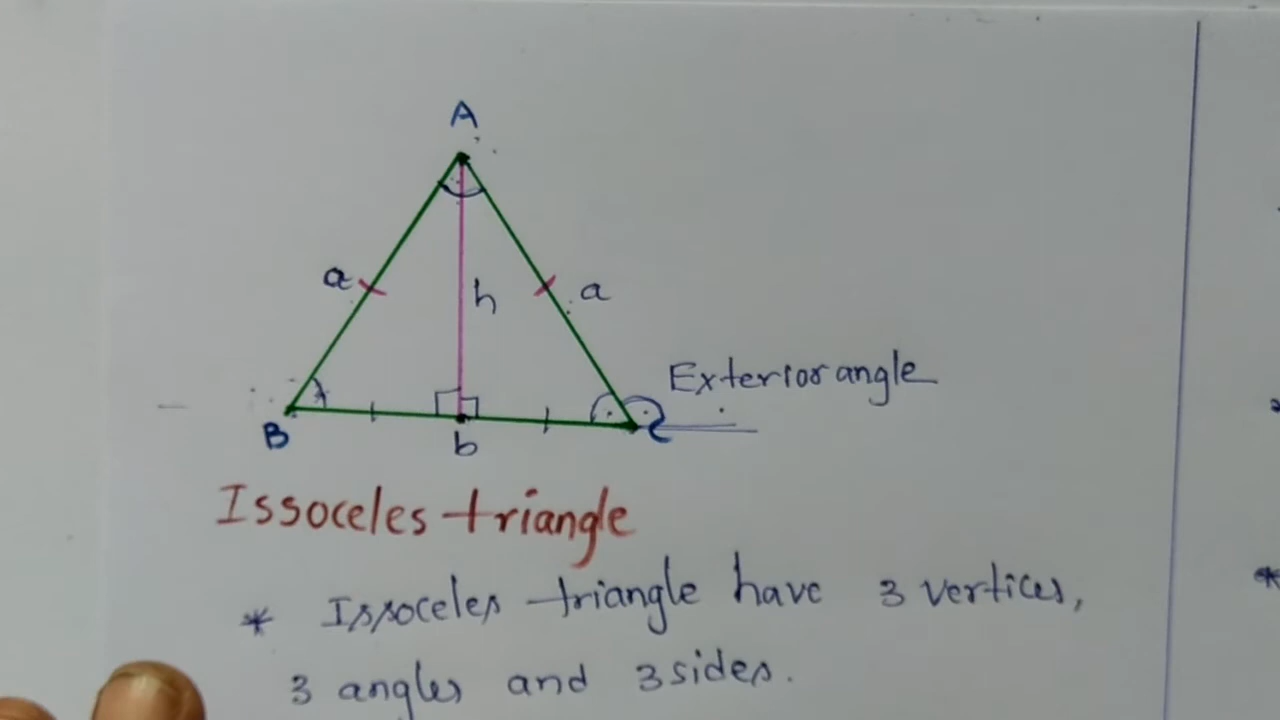 A
a
h
a
Exterior angle
B
b
C
Issoceles triangle
* Issoceles triangle have 3 vertices,
3 angles and 3 sides.